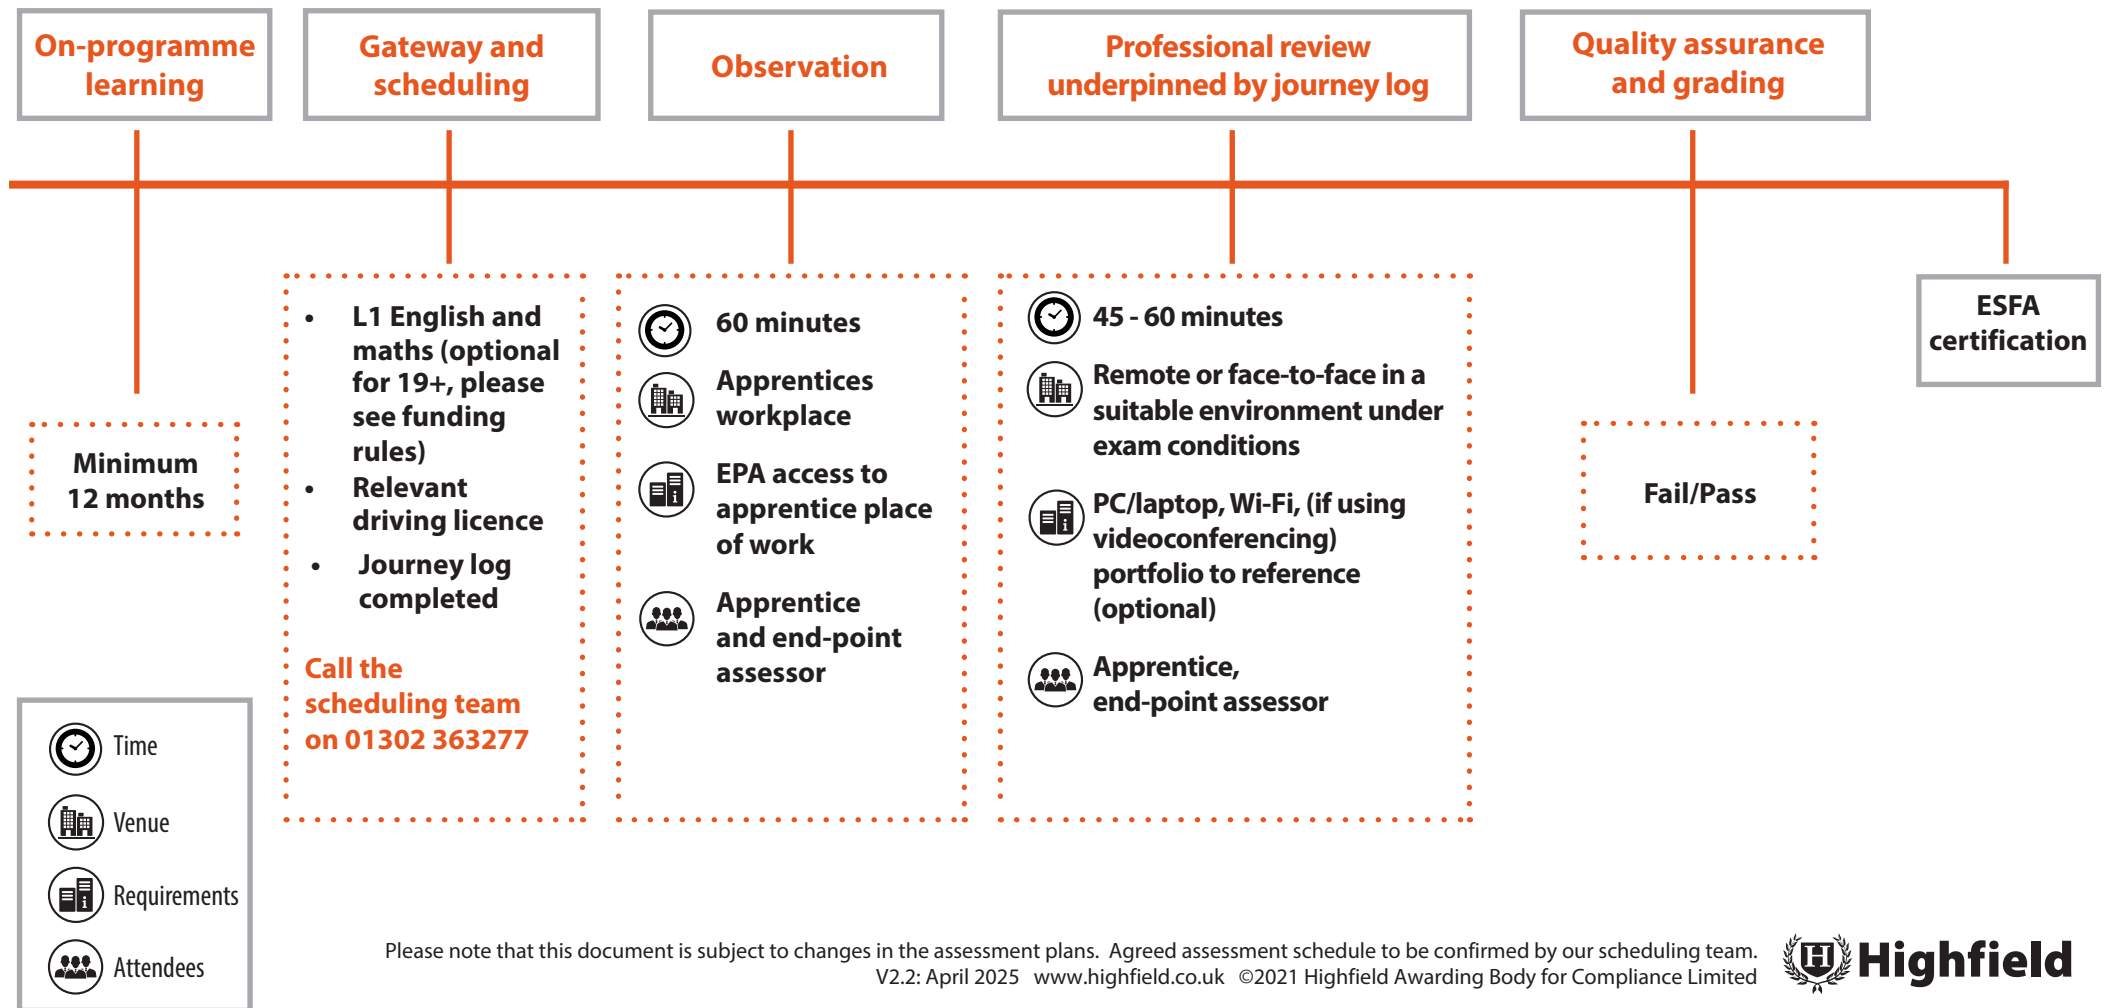 On-programme
learning
Gateway and
scheduling
Observation
Professional review
underpinned by journey log
Quality assurance
and grading
Minimum
12 months
• L1 English and
maths (optional
for 19+, please
see funding
rules)
• Relevant
driving licence
• Journey log
completed
Call the
scheduling team
on 01302 363277
60 minutes
Apprentices
workplace
EPA access to
apprentice place
of work
Apprentice
and end-point
assessor
45 - 60 minutes
Remote or face-to-face in a
suitable environment under
exam conditions
PC/laptop, Wi-Fi, (if using
videoconferencing)
portfolio to reference
(optional)
Apprentice,
end-point assessor
Fail/Pass
ESFA
certification
Time
Venue
Requirements
Attendees
Please note that this document is subject to changes in the assessment plans. Agreed assessment schedule to be confirmed by our scheduling team.
V2.2: April 2025 www.highfield.co.uk ©2021 Highfield Awarding Body for Compliance Limited
H Highfield